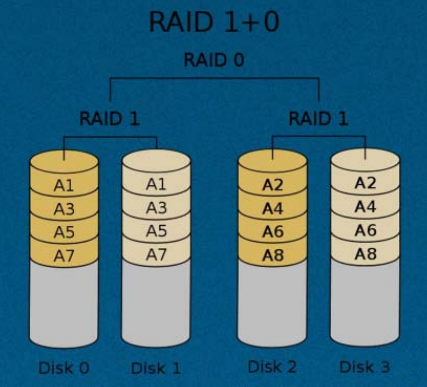 RAID 1+0
RAID 0
RAID 1 RAID 1
A1 A1 A2 A2
A3 A3 A4 A4
A5 A5 A6 A6
A7 A7 A8 A8
Disk 0 Disk 1 Disk 2 Disk 3